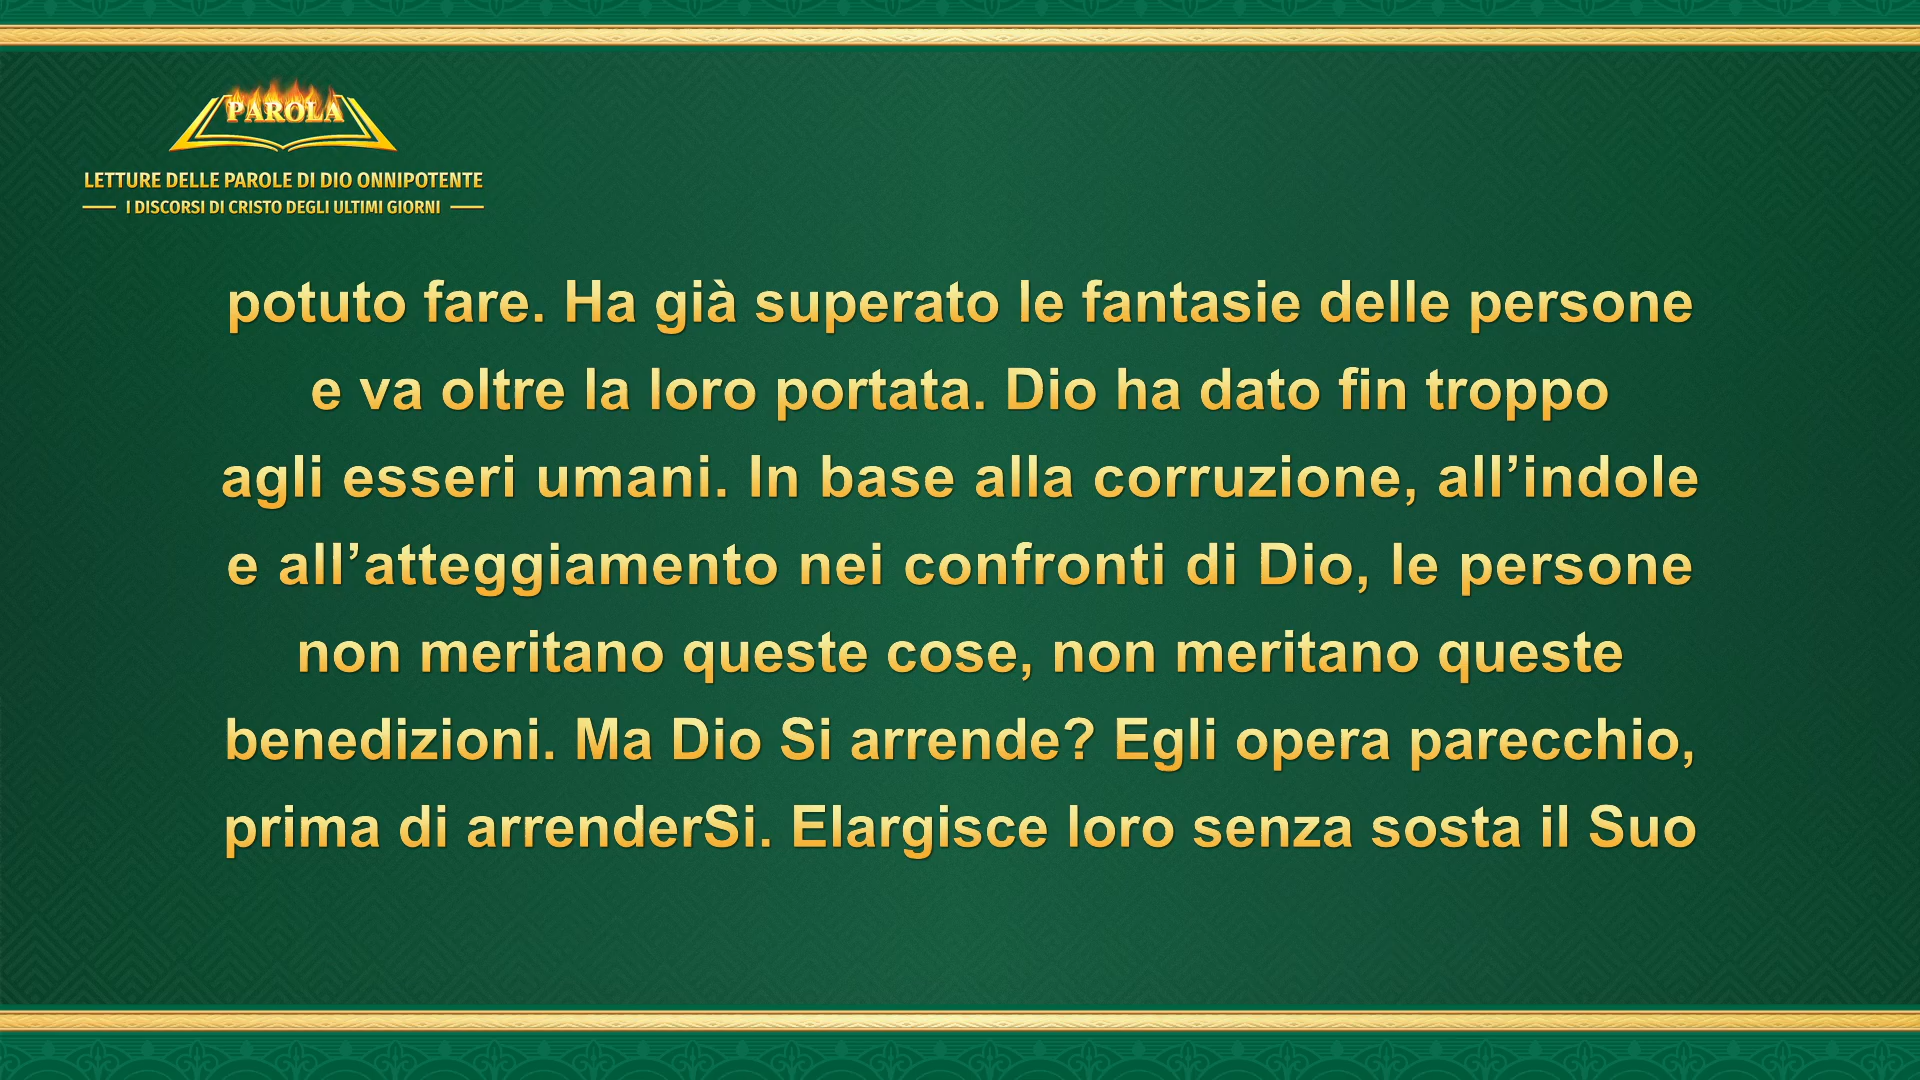 PAROLA
LETTURE DELLE PAROLE DI DIO ONNIPOTENTE
I DISCORSI DI CRISTO DEGLI ULTIMI GIORNI
potuto fare. Ha già superato le fantasie delle persone
e va oltre la loro portata. Dio ha dato fin troppo
agli esseri umani. In base alla corruzione, all’indole
e all’atteggiamento nei confronti di Dio, le persone
non meritano queste cose, non meritano queste
benedizioni. Ma Dio Si arrende? Egli opera parecchio,
prima di arrenderSi. Elargisce loro senza sosta il Suo